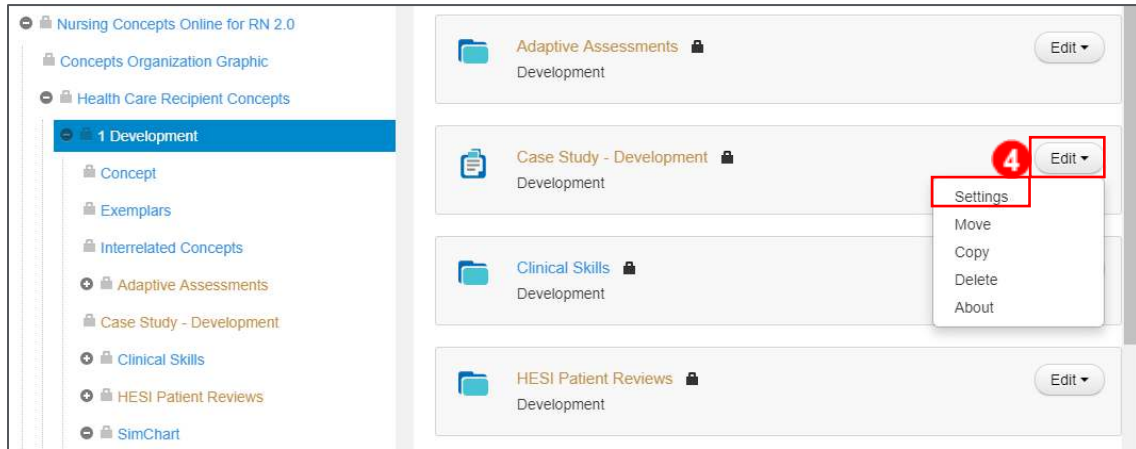 Nursing Concepts Online for RN 2.0
Concepts Organization Graphic
Health Care Recipient Concepts
1 Development
Concept
Exemplars
Interrelated Concepts
Adaptive Assessments
Case Study - Development
Clinical Skills
HESI Patient Reviews
SimChart
Adaptive Assessments
Development
Edit
Case Study - Development
Development
4
Edit
Settings
Move
Copy
Delete
About
Clinical Skills
Development
HESI Patient Reviews
Development
Edit